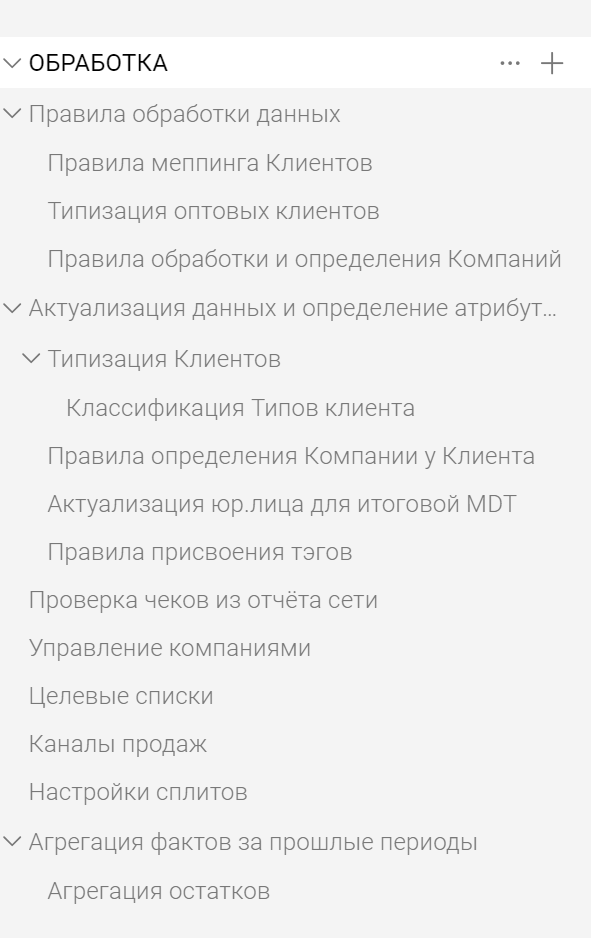 ОБРАБОТКА
Правила обработки данных
Правила меппинга Клиентов
Типизация оптовых клиентов
Правила обработки и определения Компаний
Актуализация данных и определение атрибут...
Типизация Клиентов
Классификация Типов клиента
Правила определения Компании у Клиента
Актуализация юр.лица для итоговой MDT
Правила присвоения тэгов
Проверка чеков из отчёта сети
Управление компаниями
Целевые списки
Каналы продаж
Настройки сплитов
Агрегация фактов за прошлые периоды
Агрегация остатков